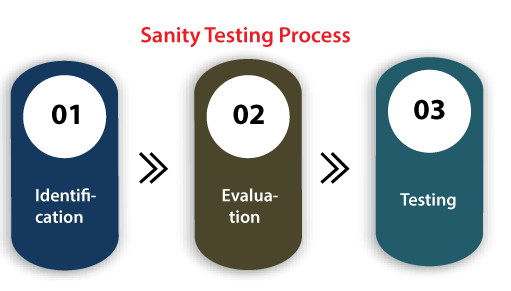 Sanity Testing Process
01
Identifi-
cation
02
Evalua-
tion
03
Testing